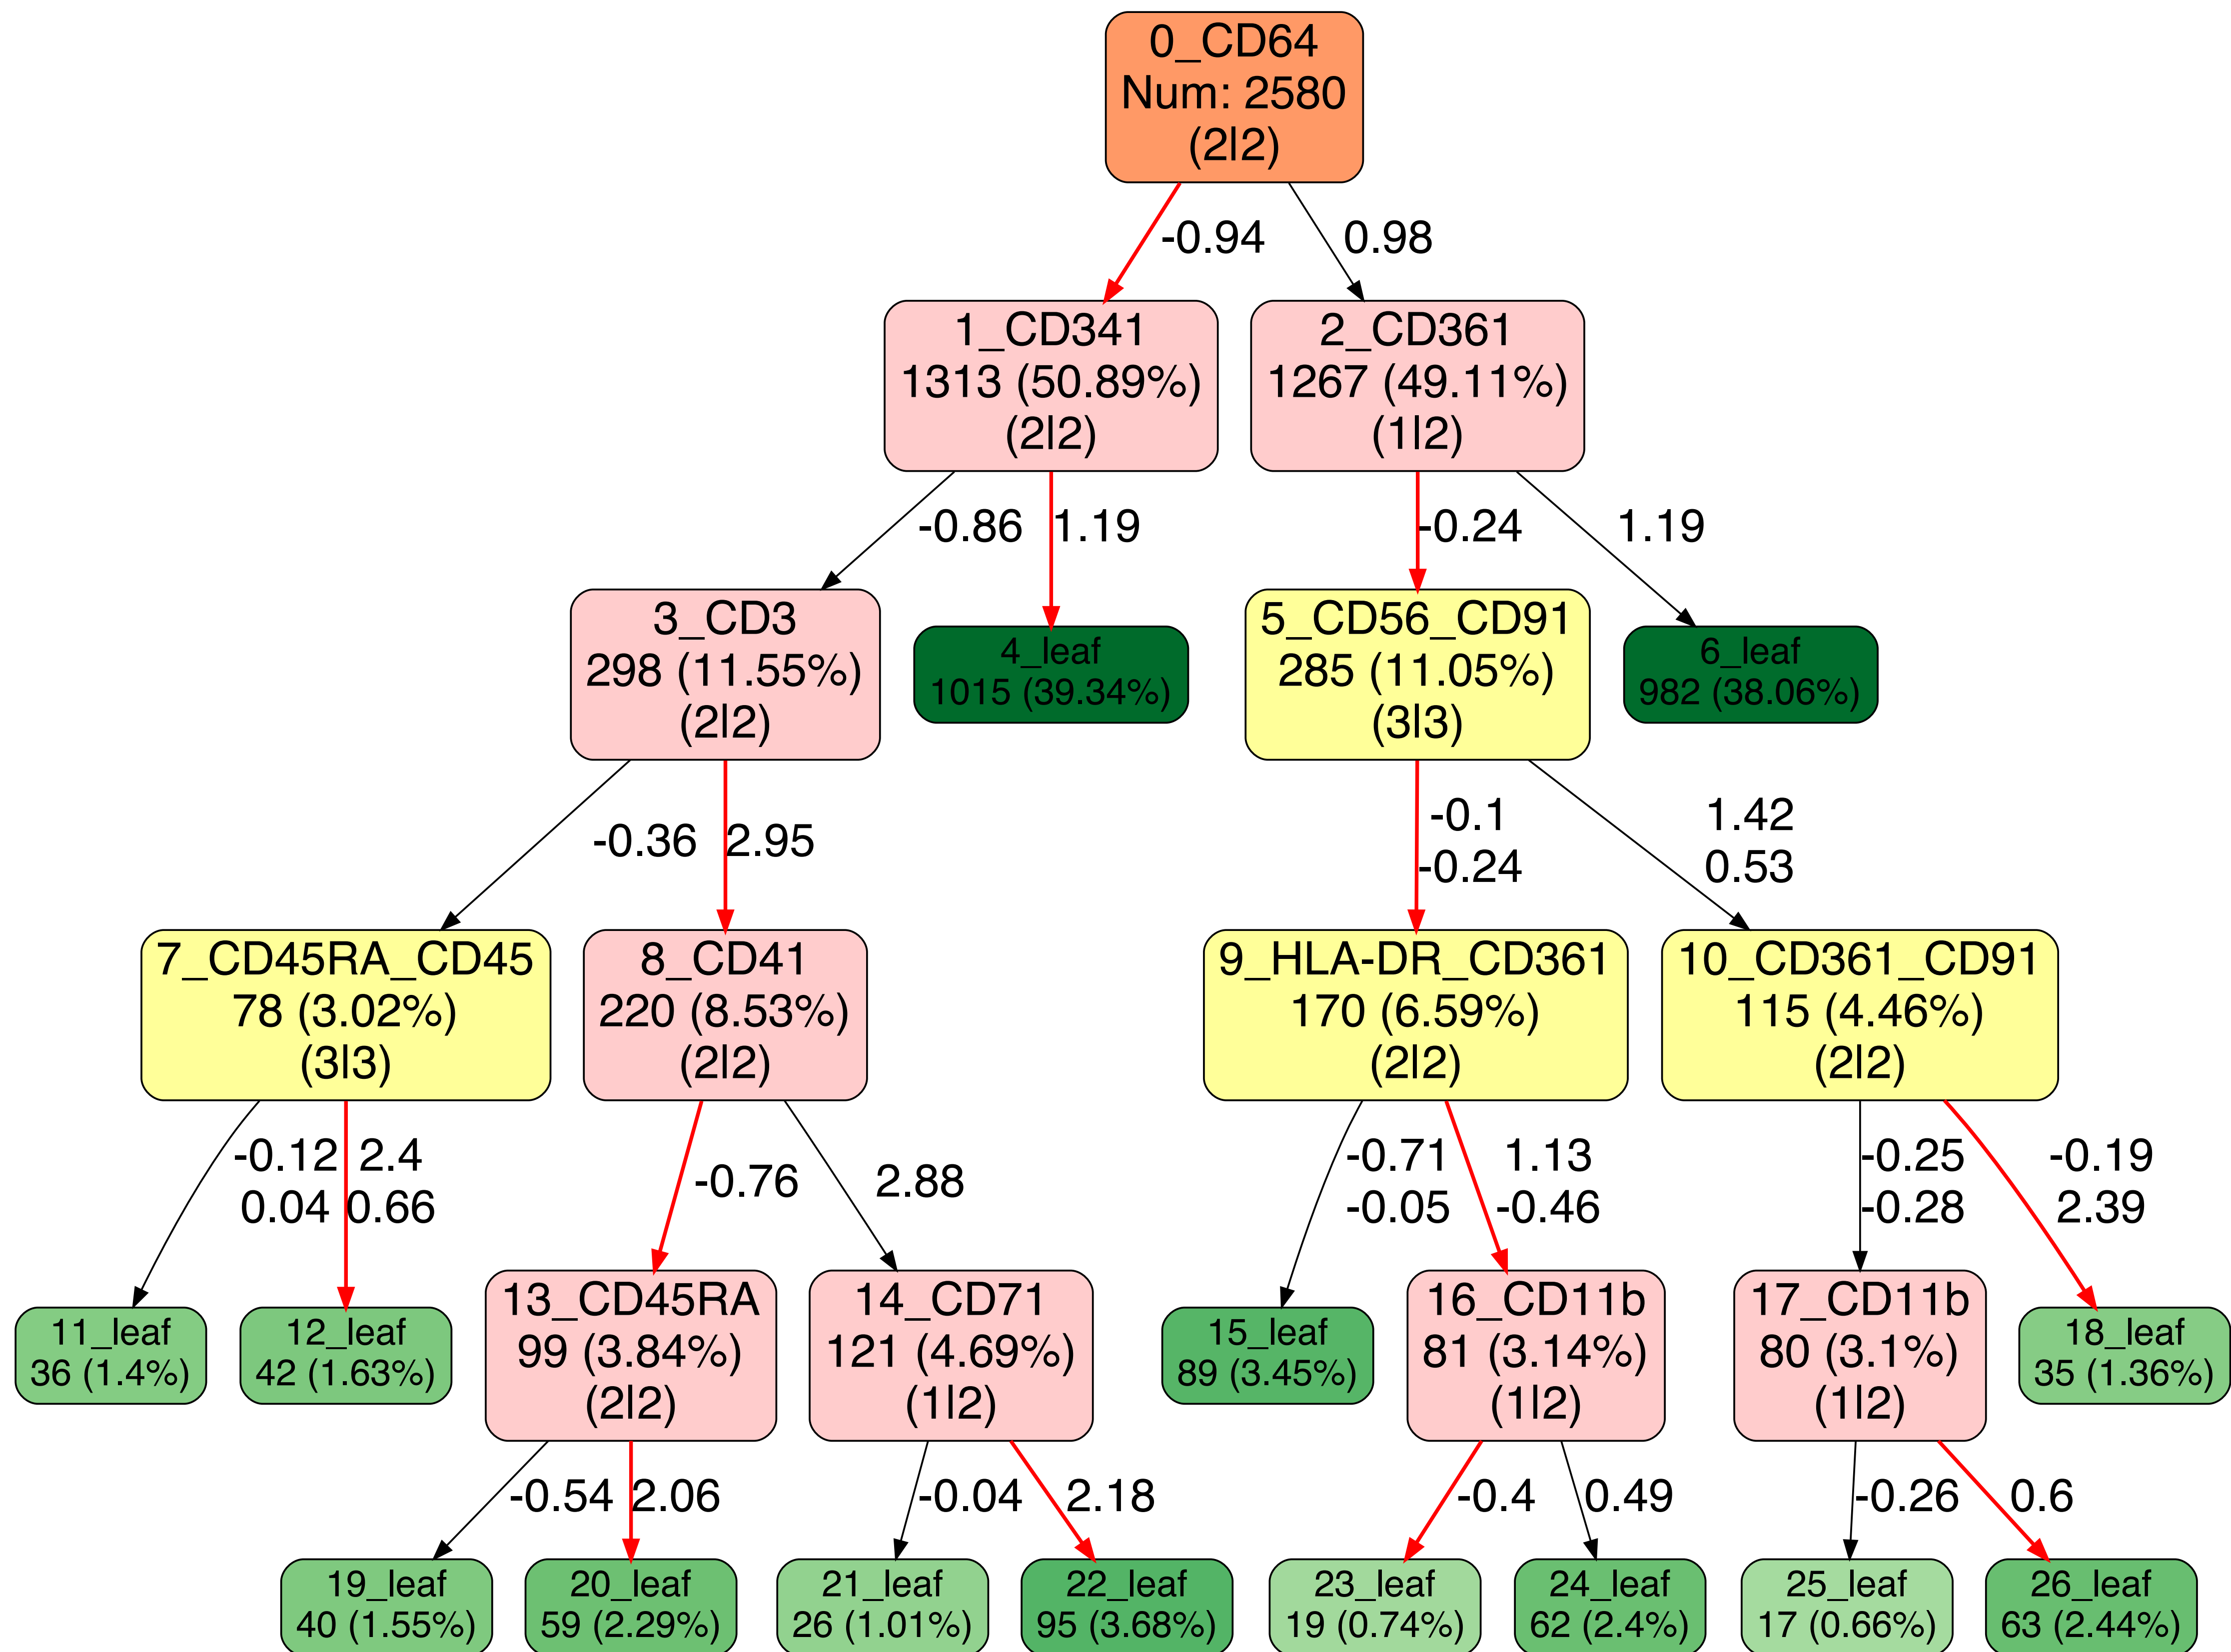 0_CD64
Num: 2580
(2|2)
-0.94
0.98
1_CD341
1313 (50.89%)
(2|2)
2_CD361
1267 (49.11%)
(1|2)
-0.86
1.19
-0.24
1.19
3_CD3
298 (11.55%)
(2|2)
4_leaf
1015 (39.34%)
5_CD56_CD91
285 (11.05%)
(3|3)
6_leaf
982 (38.06%)
-0.36
2.95
-0.1
-0.24
1.42
0.53
7_CD45RA_CD45
78 (3.02%)
(3|3)
8_CD41
220 (8.53%)
(2|2)
9_HLA-DR_CD361
170 (6.59%)
(2|2)
10_CD361_CD91
115 (4.46%)
(2|2)
-0.12
0.04
2.4
0.66
-0.76
2.88
-0.71
-0.05
1.13
-0.46
-0.25
-0.28
-0.19
2.39
11_leaf
36 (1.4%)
12_leaf
42 (1.63%)
13_CD45RA
99 (3.84%)
(2|2)
14_CD71
121 (4.69%)
(1|2)
15_leaf
89 (3.45%)
16_CD11b
81 (3.14%)
(1|2)
17_CD11b
80 (3.1%)
(1|2)
18_leaf
35 (1.36%)
-0.54
2.06
-0.04
2.18
-0.4
0.49
-0.26
0.6
19_leaf
40 (1.55%)
20_leaf
59 (2.29%)
21_leaf
26 (1.01%)
22_leaf
95 (3.68%)
23_leaf
19 (0.74%)
24_leaf
62 (2.4%)
25_leaf
17 (0.66%)
26_leaf
63 (2.44%)